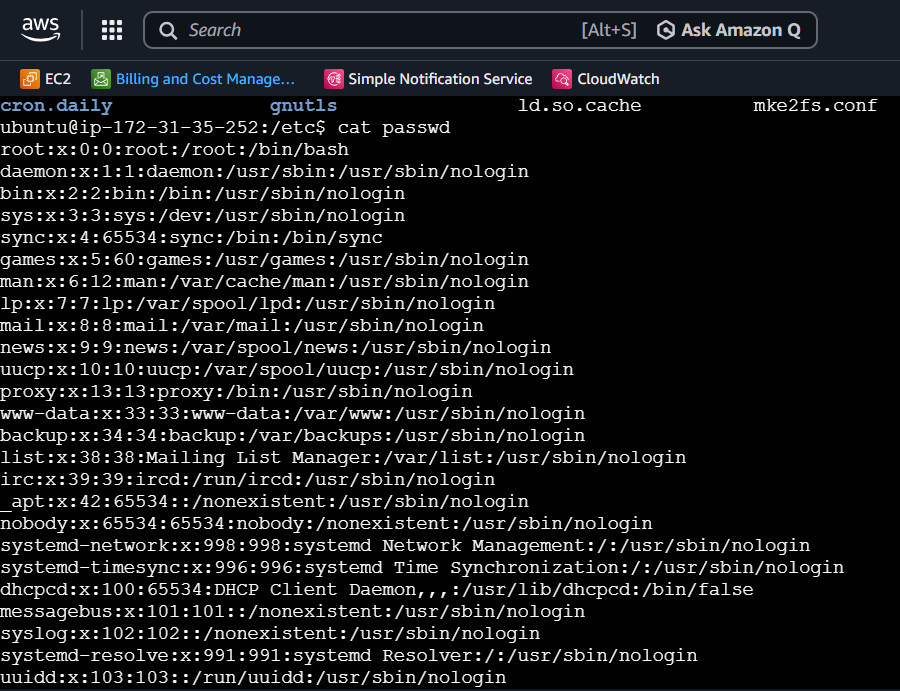 aws
Search [Alt+S] Ask Amazon Q
EC2 Billing and Cost Manage... Simple Notification Service CloudWatch
cron.daily gnutls ld.so.cache mke2fs.conf
ubuntu@ip-172-31-35-252:/etc$ cat passwd
root:x:0:0:root:/root:/bin/bash
daemon:x:1:1:daemon:/usr/sbin:/usr/sbin/nologin
bin:x:2:2:bin:/bin:/usr/sbin/nologin
sys:x:3:3:sys:/dev:/usr/sbin/nologin
sync:x:4:65534:sync:/bin:/bin/sync
games:x:5:60:games:/usr/games:/usr/sbin/nologin
man:x:6:12:man:/var/cache/man:/usr/sbin/nologin
lp:x:7:7:lp:/var/spool/lpd:/usr/sbin/nologin
mail:x:8:8:mail:/var/mail:/usr/sbin/nologin
news:x:9:9:news:/var/spool/news:/usr/sbin/nologin
uucp:x:10:10:uucp:/var/spool/uucp:/usr/sbin/nologin
proxy:x:13:13:proxy:/bin:/usr/sbin/nologin
www-data:x:33:33:www-data:/var/www:/usr/sbin/nologin
backup:x:34:34:backup:/var/backups:/usr/sbin/nologin
list:x:38:38:Mailing List Manager:/var/list:/usr/sbin/nologin
irc:x:39:39:ircd:/run/ircd:/usr/sbin/nologin
_apt:x:42:65534::/nonexistent:/usr/sbin/nologin
nobody:x:65534:65534:nobody:/nonexistent:/usr/sbin/nologin
systemd-network:x:998:998:systemd Network Management:/:/usr/sbin/nologin
systemd-timesync:x:996:996:systemd Time Synchronization:/:/usr/sbin/nologin
dhcpcd:x:100:65534:DHCP Client Daemon,,,:/usr/lib/dhcpcd:/bin/false
messagebus:x:101:101::/nonexistent:/usr/sbin/nologin
syslog:x:102:102::/nonexistent:/usr/sbin/nologin
systemd-resolve:x:991:991:systemd Resolver:/:/usr/sbin/nologin
uuidd:x:103:103::/run/uuidd:/usr/sbin/nologin